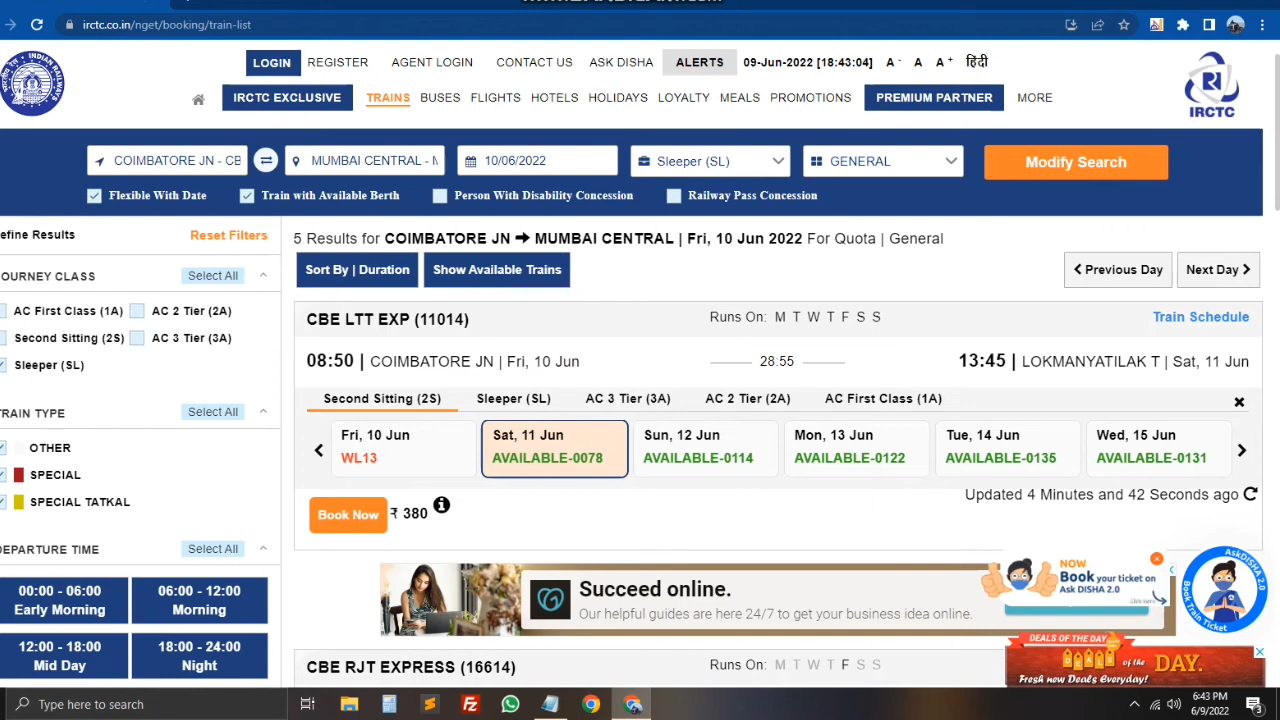 irctc.co.in/nget/booking/train-list
LOGIN REGISTER AGENT LOGIN CONTACT US ASK DISHA ALERTS 09-Jun-2022 [18:43:04] A - A A + हिंदी
IRCTC EXCLUSIVE TRAINS BUSES FLIGHTS HOTELS HOLIDAYS LOYALTY MEALS PROMOTIONS PREMIUM PARTNER MORE
IRCTC
COIMBATORE JN - CB MUMBAI CENTRAL - M 10/06/2022 Sleeper (SL) GENERAL Modify Search
Flexible With Date Train with Available Berth Person With Disability Concession Railway Pass Concession
efine Results Reset Filters
OURNEY CLASS Select All
AC First Class (1A) AC 2 Tier (2A)
Second Sitting (2S) AC 3 Tier (3A)
Sleeper (SL)
TRAIN TYPE Select All
OTHER
SPECIAL
SPECIAL TATKAL
DEPARTURE TIME Select All
00:00 - 06:00
Early Morning
06:00 - 12:00
Morning
12:00 - 18:00
Mid Day
18:00 - 24:00
Night
5 Results for COIMBATORE JN ➔ MUMBAI CENTRAL | Fri, 10 Jun 2022 For Quota | General
Sort By | Duration Show Available Trains Previous Day Next Day
CBE LTT EXP (11014) Runs On: M T W T F S S Train Schedule
08:50 | COIMBATORE JN | Fri, 10 Jun 28:55 13:45 | LOKMANYATILAK T | Sat, 11 Jun
Second Sitting (2S) Sleeper (SL) AC 3 Tier (3A) AC 2 Tier (2A) AC First Class (1A)
Fri, 10 Jun Sat, 11 Jun Sun, 12 Jun Mon, 13 Jun Tue, 14 Jun Wed, 15 Jun
WL13 AVAILABLE-0078 AVAILABLE-0114 AVAILABLE-0122 AVAILABLE-0135 AVAILABLE-0131
Updated 4 Minutes and 42 Seconds ago
Book Now ₹ 380
Succeed online.
Our helpful guides are here 24/7 to get your business idea online.
NOW
Book your ticket on
Ask DISHA 2.0
Click Here
AskDISHA 2.0
Book Train Ticket
CBE RJT EXPRESS (16614) Runs On: M T W T F S S
DEALS OF THE DAY
DEALS of the DAY.
Fresh new Deals Everyday!
Type here to search
6:43 PM
6/9/2022
3